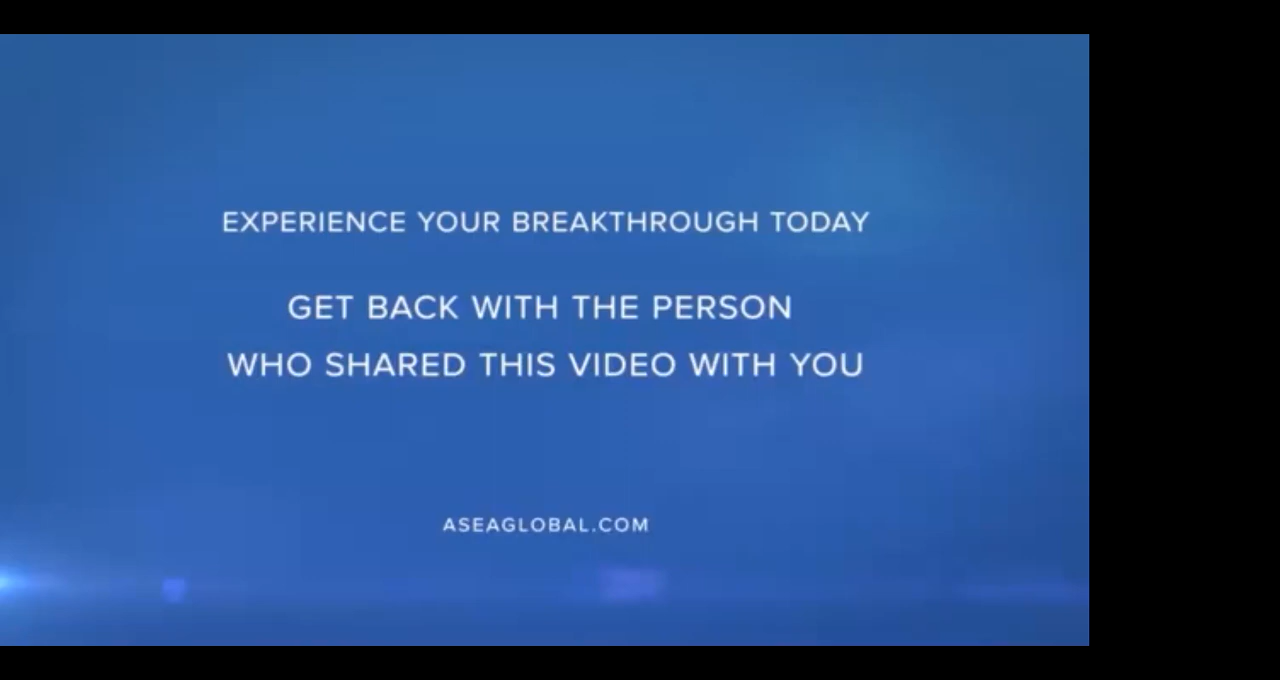 EXPERIENCE YOUR BREAKTHROUGH TODAY
GET BACK WITH THE PERSON
WHO SHARED THIS VIDEO WITH YOU
ASEAGLOBAL.COM